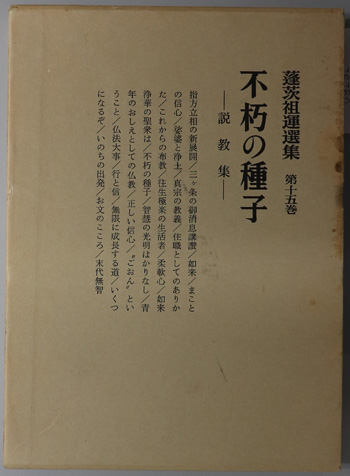 蓬茨祖運選集 第十五巻
不朽の種子
―説教集―
指方立相の新展開/三ヶ条の御消息講讃/如来/まこと
の信心/娑婆と浄土/真宗の教義/住職としてのありか
た/これからの布教/往生極楽の生活者/柔軟心/如来
浄華の聖衆は/不朽の種子/智慧の光明はかりなし/青
年のおしえとしての仏教/正しい信心/〝ごおん〟とい
うこと/仏法大事/行と信/無限に成長する道/いくつ
になるぞ/いのちの出発/お文のこころ/末代無智